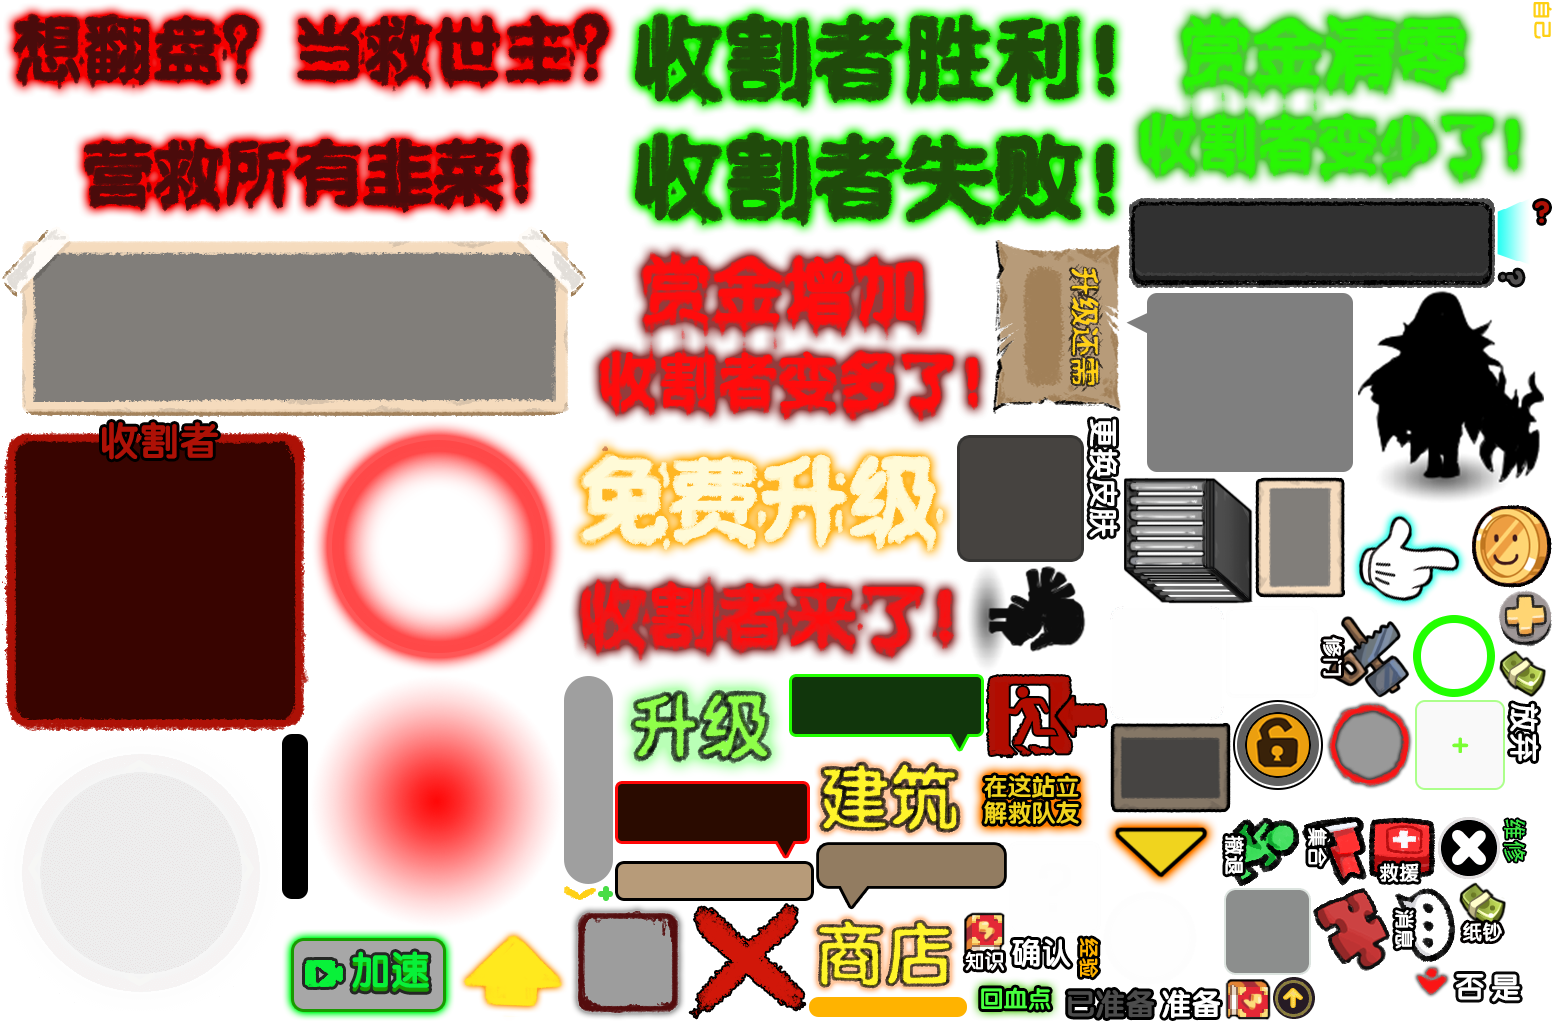 想翻盘？当救世主？
营救所有韭菜！
收割者胜利！
收割者失败！
赏金清零
收割者变少了！
自己
?
?
赏金增加
收割者变多了！
升级还需
收割者
免费升级
更换皮肤
收割者来了！
修门
升级
放弃
建筑
在这站立
解救队友
撤退
集合
救援
维修
消息
纸钞
商店
知识
确认
经验
加速
回血点
已准备
准备
否
是